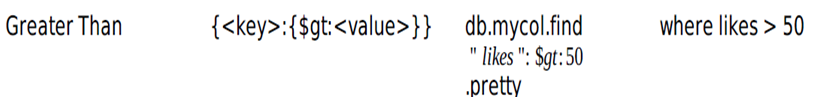 Greater Than {<key>:{$gt:<value>}} db.mycol.find where likes > 50
" likes ": $gt: 50
.pretty